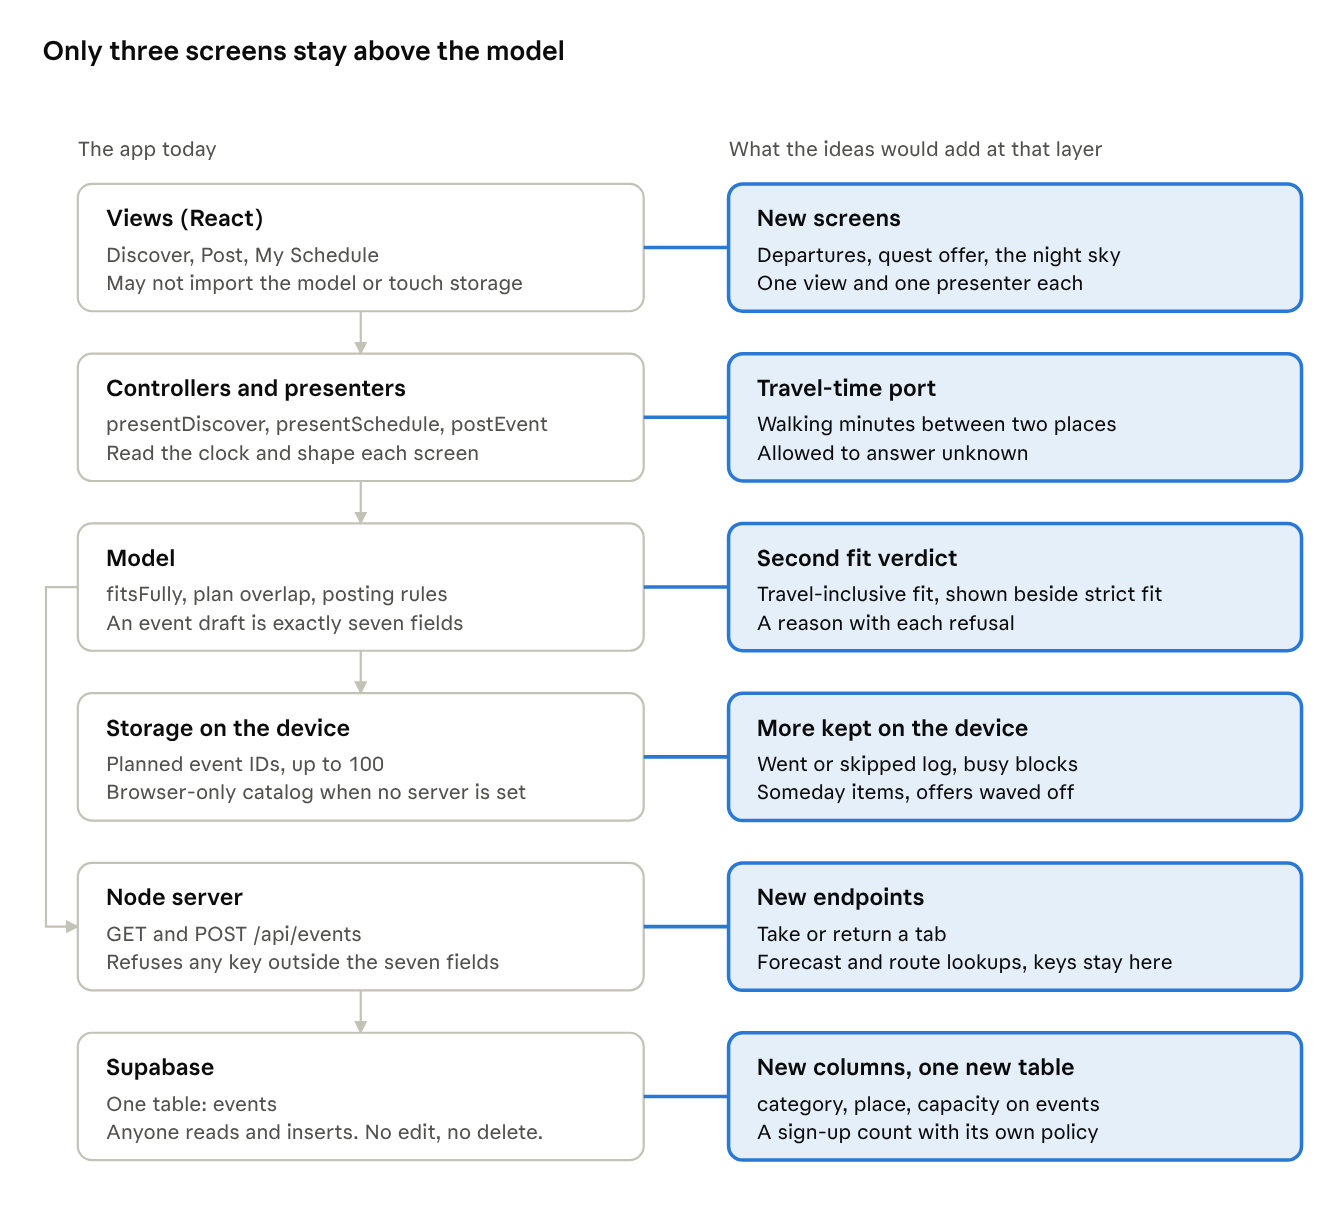 Only three screens stay above the model
The app today
What the ideas would add at that layer
Views (React)
Discover, Post, My Schedule
May not import the model or touch storage
New screens
Departures, quest offer, the night sky
One view and one presenter each
Controllers and presenters
presentDiscover, presentSchedule, postEvent
Read the clock and shape each screen
Travel-time port
Walking minutes between two places
Allowed to answer unknown
Model
fitsFully, plan overlap, posting rules
An event draft is exactly seven fields
Second fit verdict
Travel-inclusive fit, shown beside strict fit
A reason with each refusal
Storage on the device
Planned event IDs, up to 100
Browser-only catalog when no server is set
More kept on the device
Went or skipped log, busy blocks
Someday items, offers waved off
Node server
GET and POST /api/events
Refuses any key outside the seven fields
New endpoints
Take or return a tab
Forecast and route lookups, keys stay here
Supabase
One table: events
Anyone reads and inserts. No edit, no delete.
New columns, one new table
category, place, capacity on events
A sign-up count with its own policy